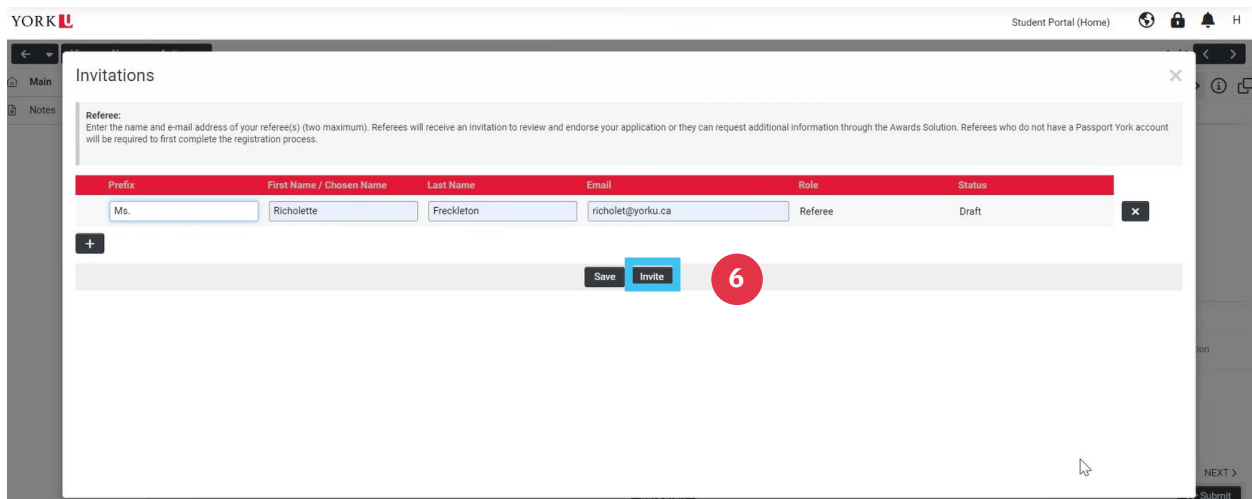 YORK U
Student Portal (Home)
H
Main
Notes
Invitations
Referee:
Enter the name and e-mail address of your referee(s) (two maximum). Referees will receive an invitation to review and endorse your application or they can request additional information through the Awards Solution. Referees who do not have a Passport York account
will be required to first complete the registration process.
Prefix First Name / Chosen Name Last Name Email Role Status
Ms. Richolette Freckleton richolet@yorku.ca Referee Draft
+
Save Invite 6
NEXT >
Submit